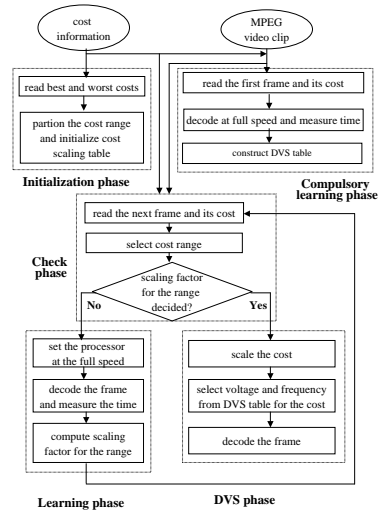 cost
information
MPEG
video clip
read best and worst costs
partion the cost range
and initialize cost
scaling table
Initialization phase
read the first frame and its cost
decode at full speed and measure time
construct DVS table
Compulsory
learning phase
read the next frame and its cost
select cost range
Check
phase
scaling factor
for the range
decided?
No
Yes
set the processor
at the full speed
decode the frame
and measure the time
compute scaling
factor for the range
Learning phase
scale the cost
select voltage and frequency
from DVS table for the cost
decode the frame
DVS phase